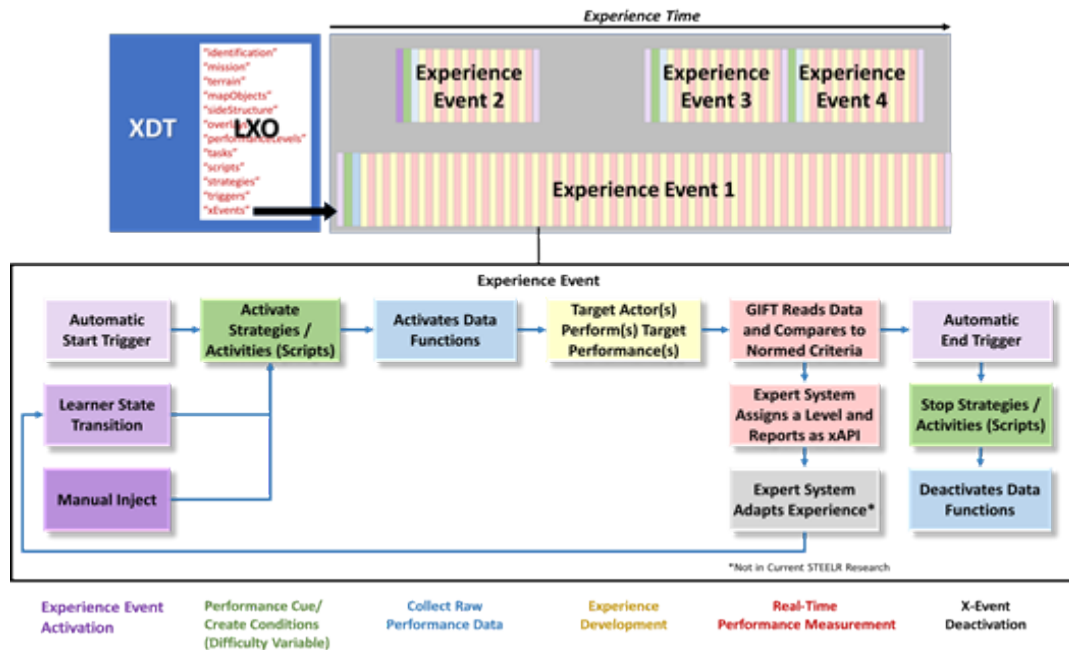 Experience Time
XDT
LXO
"identification"
"mission"
"terrain"
"mapObjects"
"sideStructure"
"overlays"
"performanceLevels"
"tasks"
"scripts"
"strategies"
"triggers"
"xEvents"
Experience
Event 2
Experience
Event 3
Experience
Event 4
Experience Event 1
Experience Event
Automatic
Start Trigger
Activate
Strategies /
Activities (Scripts)
Activates Data
Functions
Target Actor(s)
Perform(s) Target
Performance(s)
GIFT Reads Data
and Compares to
Normed Criteria
Automatic
End Trigger
Learner State
Transition
Expert System
Assigns a Level and
Reports as xAPI
Stop Strategies /
Activities (Scripts)
Manual Inject
Expert System
Adapts Experience*
Deactivates Data
Functions
*Not in Current STEELR Research
Experience Event
Activation
Performance Cue/
Create Conditions
(Difficulty Variable)
Collect Raw
Performance Data
Experience
Development
Real-Time
Performance Measurement
X-Event
Deactivation